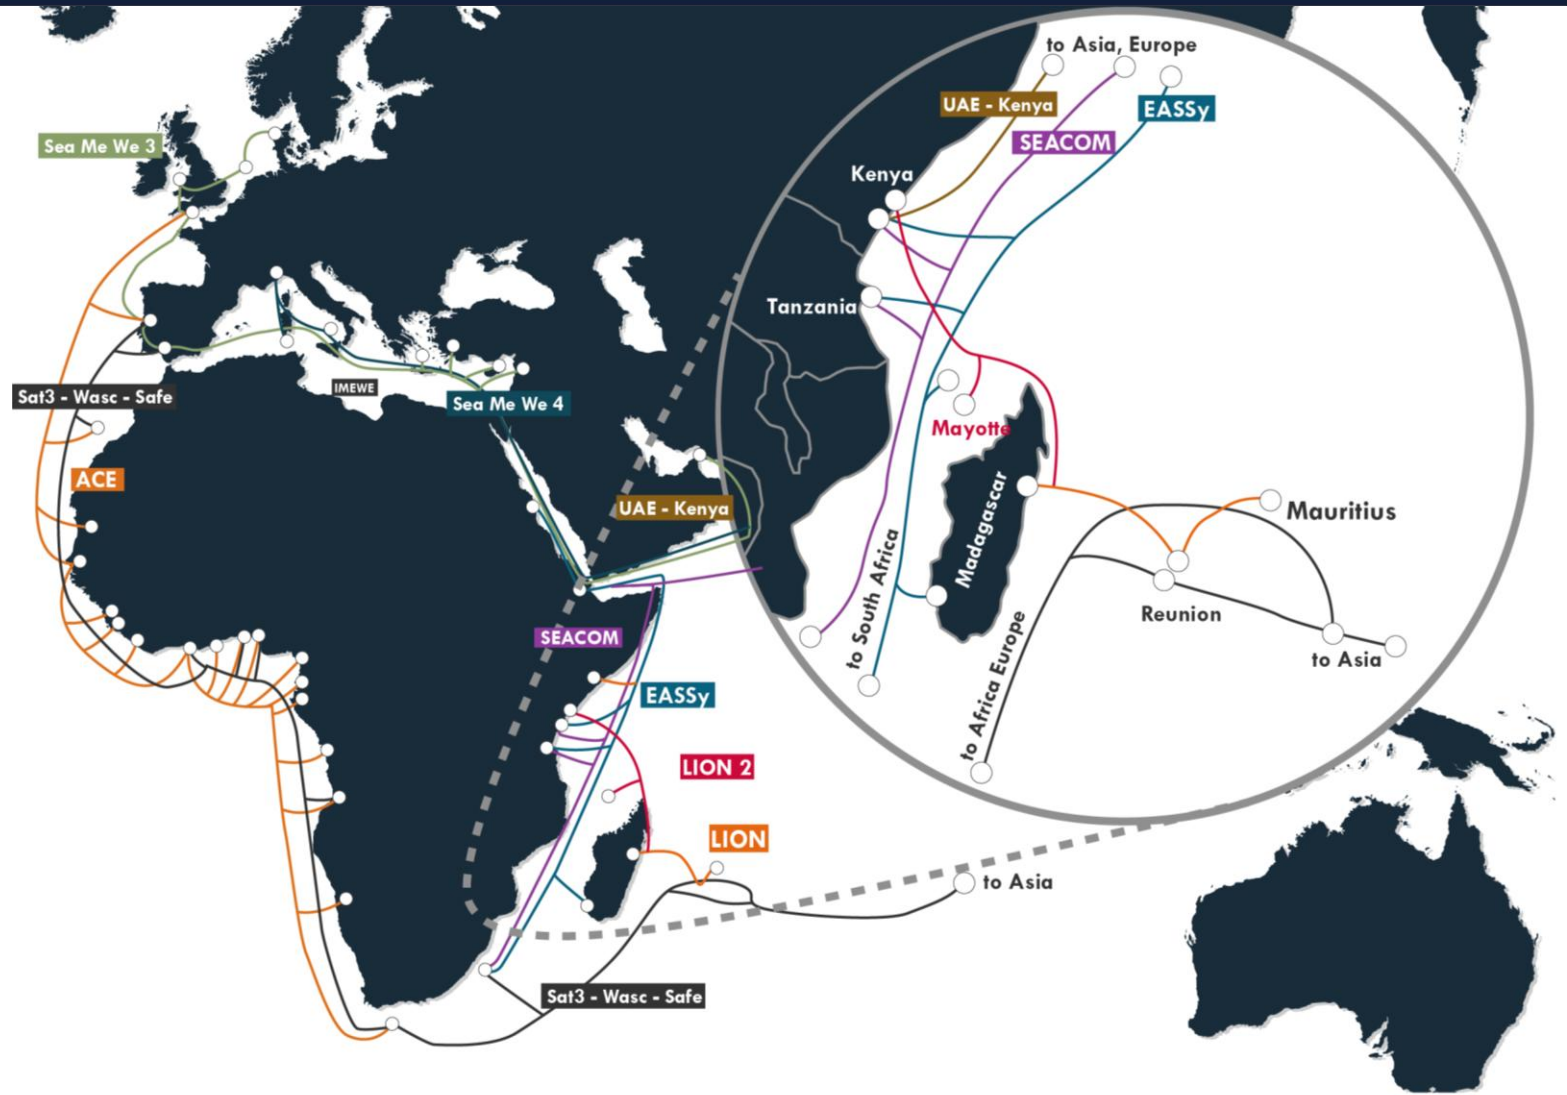 to Asia, Europe
UAE - Kenya
EASSy
SEACOM
Sea Me We 3
Kenya
Tanzania
IMEWE
Sat3 - Wasc - Safe
Sea Me We 4
Mayotte
ACE
Madagascar
UAE - Kenya
Mauritius
to South Africa
Reunion
SEACOM
to Africa Europe
to Asia
EASSy
LION 2
LION
to Asia
Sat3 - Wasc - Safe